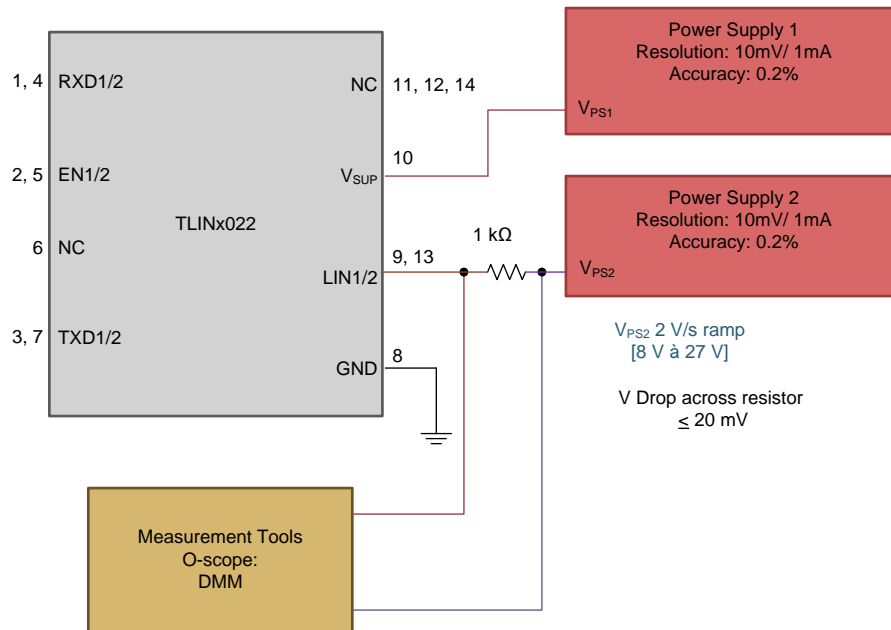 Power Supply 1
Resolution: 10mV/ 1mA
Accuracy: 0.2%
VPS1
1, 4 RXD1/2
NC 11, 12, 14
10
2, 5 EN1/2
VSUP
Power Supply 2
Resolution: 10mV/ 1mA
Accuracy: 0.2%
VPS2
TLINx022
1 kΩ
6 NC
9, 13
LIN1/2
3, 7 TXD1/2
8
GND
VPS2 2 V/s ramp
[8 V à 27 V]
V Drop across resistor
≤ 20 mV
Measurement Tools
O-scope:
DMM